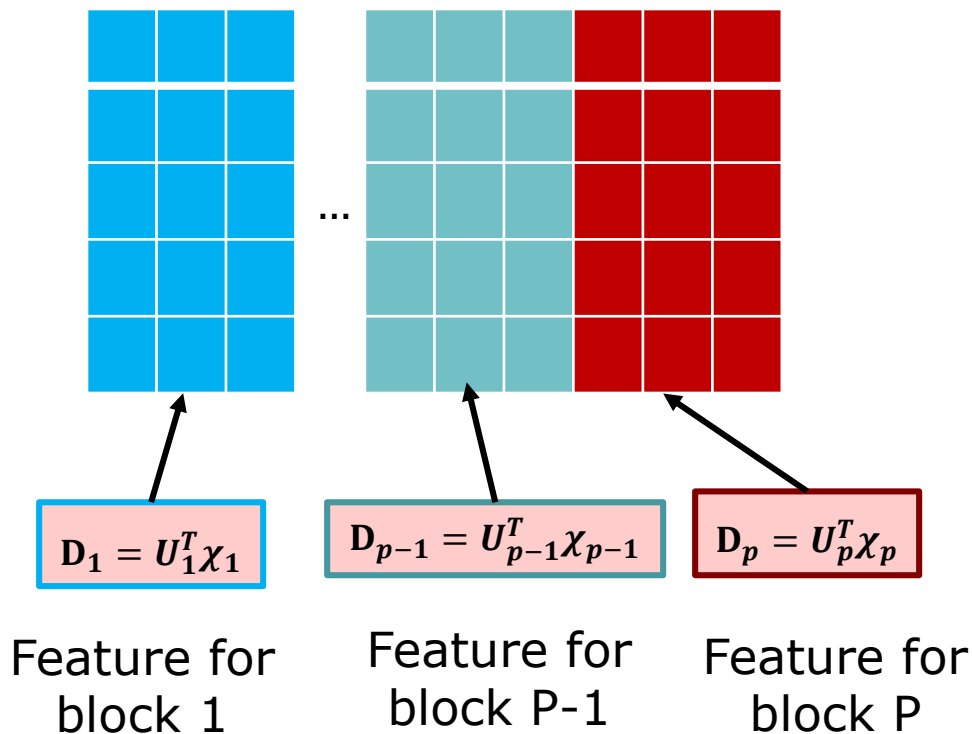 ...
D₁ = U₁ᵀχ₁
Dₚ₋₁ = Uₚ₋₁ᵀχₚ₋₁
Dₚ = Uₚᵀχₚ
Feature for
block 1
Feature for
block P-1
Feature for
block P